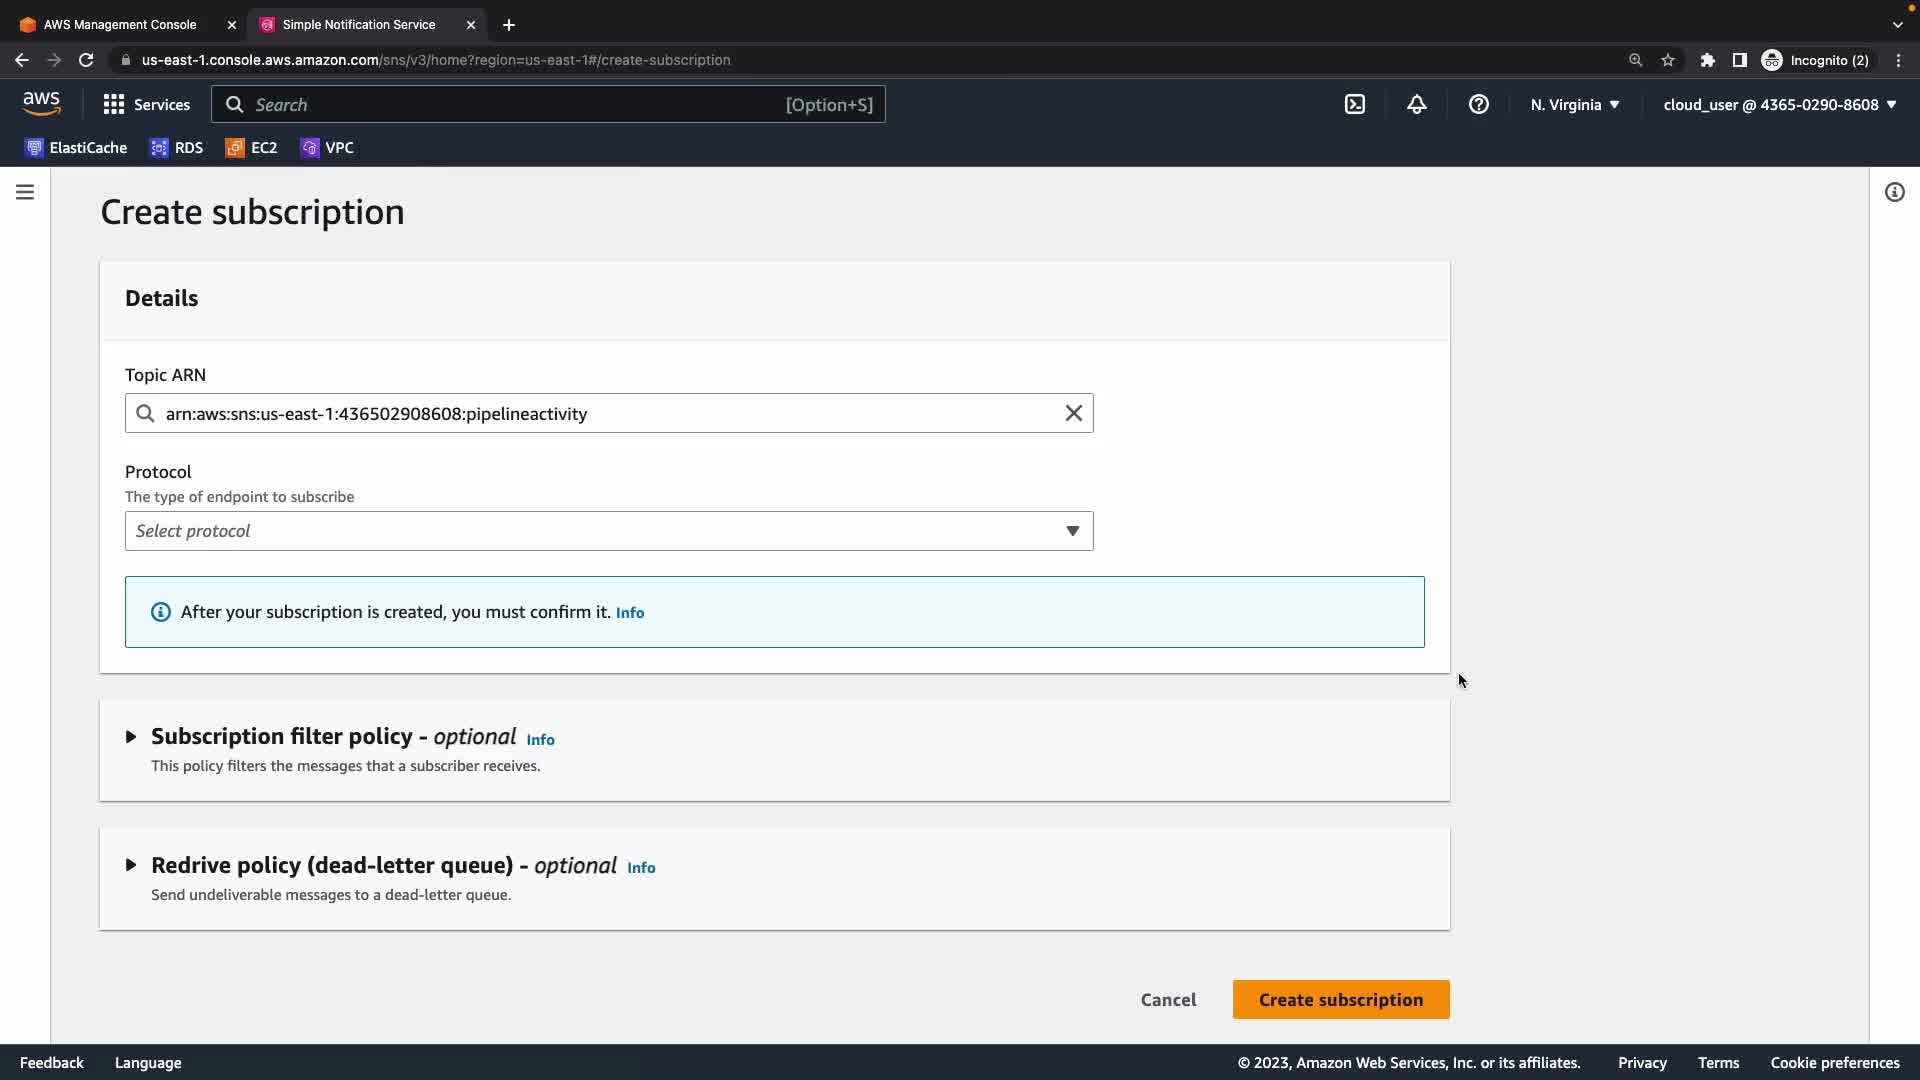 AWS Management Console
Simple Notification Service
us-east-1.console.aws.amazon.com/sns/v3/home?region=us-east-1#/create-subscription
Incognito (2)
aws
Services
Search
[Option+S]
N. Virginia
cloud_user @ 4365-0290-8608
ElastiCache
RDS
EC2
VPC
Create subscription
Details
Topic ARN
arn:aws:sns:us-east-1:436502908608:pipelineactivity
Protocol
The type of endpoint to subscribe
Select protocol
After your subscription is created, you must confirm it. Info
Subscription filter policy - optional Info
This policy filters the messages that a subscriber receives.
Redrive policy (dead-letter queue) - optional Info
Send undeliverable messages to a dead-letter queue.
Cancel
Create subscription
Feedback
Language
© 2023, Amazon Web Services, Inc. or its affiliates.
Privacy
Terms
Cookie preferences